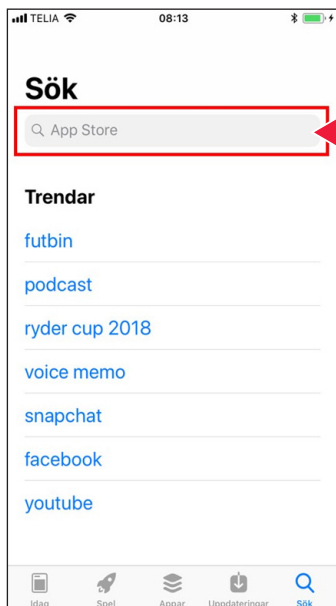 TELIA 08:13
Sök
App Store
Trendar
futbin
podcast
ryder cup 2018
voice memo
snapchat
facebook
youtube
Idag Spel Appar Uppdateringar Sök